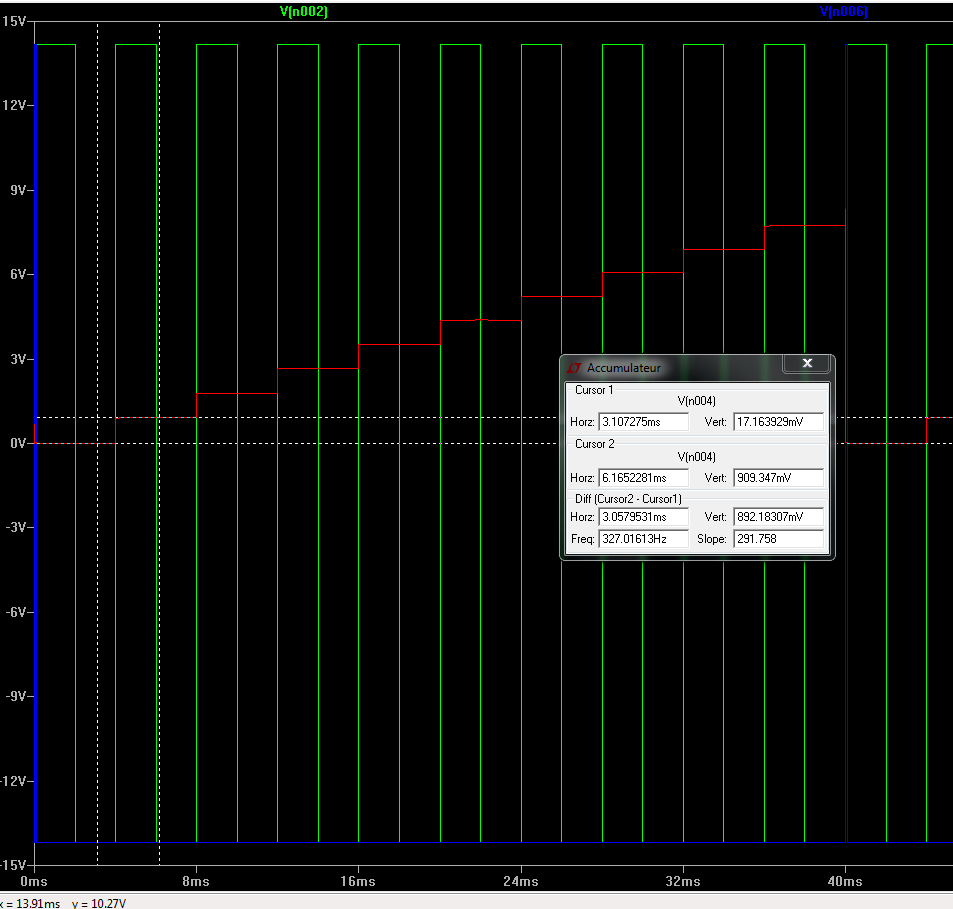 V(n002) V(n006)
15V
12V
9V
6V
3V
0V
-3V
-6V
-9V
-12V
-15V
0ms 8ms 16ms 24ms 32ms 40ms
Accumulateur
Cursor 1
V(n004)
Horz: 3.107275ms Vert: 17.163929mV
Cursor 2
V(n004)
Horz: 6.1652281ms Vert: 909.347mV
Diff (Cursor2 - Cursor1)
Horz: 3.0579531ms Vert: 892.18307mV
Freq: 327.01613Hz Slope: 291.758
x = 13.91ms y = 10.27V